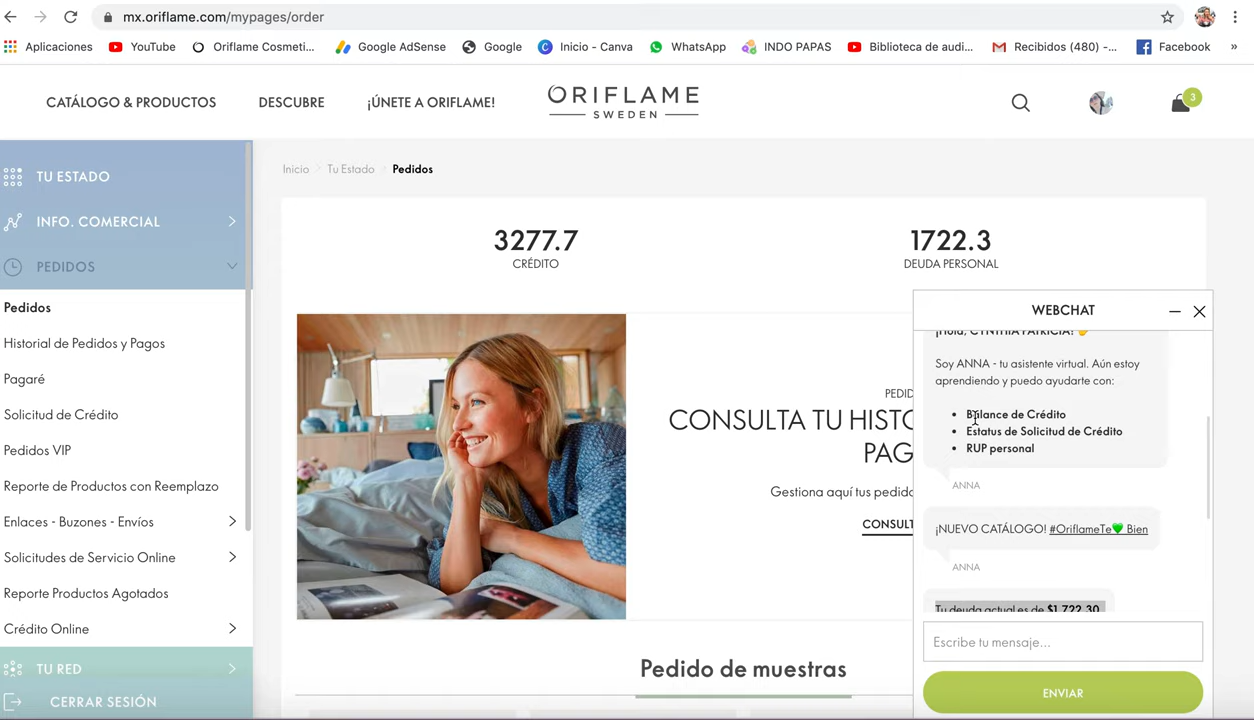 mx.oriflame.com/mypages/order
Aplicaciones
YouTube
Oriflame Cosmeti...
Google AdSense
Google
Inicio - Canva
WhatsApp
INDO PAPAS
Biblioteca de audi...
Recibidos (480) -...
Facebook
»
CATÁLOGO & PRODUCTOS
DESCUBRE
¡ÚNETE A ORIFLAME!
ORIFLAME
SWEDEN
3
TU ESTADO
INFO. COMERCIAL
PEDIDOS
Pedidos
Historial de Pedidos y Pagos
Pagaré
Solicitud de Crédito
Pedidos VIP
Reporte de Productos con Reemplazo
Enlaces - Buzones - Envíos
Solicitudes de Servicio Online
Reporte Productos Agotados
Crédito Online
TU RED
CERRAR SESIÓN
Inicio > Tu Estado > Pedidos
3277.7
CRÉDITO
1722.3
DEUDA PERSONAL
PEDID
CONSULTA TU HISTO
PAG
Gestiona aquí tus pedido
CONSULT
Pedido de muestras
WEBCHAT
¡Hola, CYNTHIA PATRICIA!
Soy ANNA - tu asistente virtual. Aún estoy
aprendiendo y puedo ayudarte con:
• Balance de Crédito
• Estatus de Solicitud de Crédito
• RUP personal
ANNA
¡NUEVO CATÁLOGO! #OriflameTe💚 Bien
ANNA
Tu deuda actual es de $1,722.30
Escribe tu mensaje...
ENVIAR